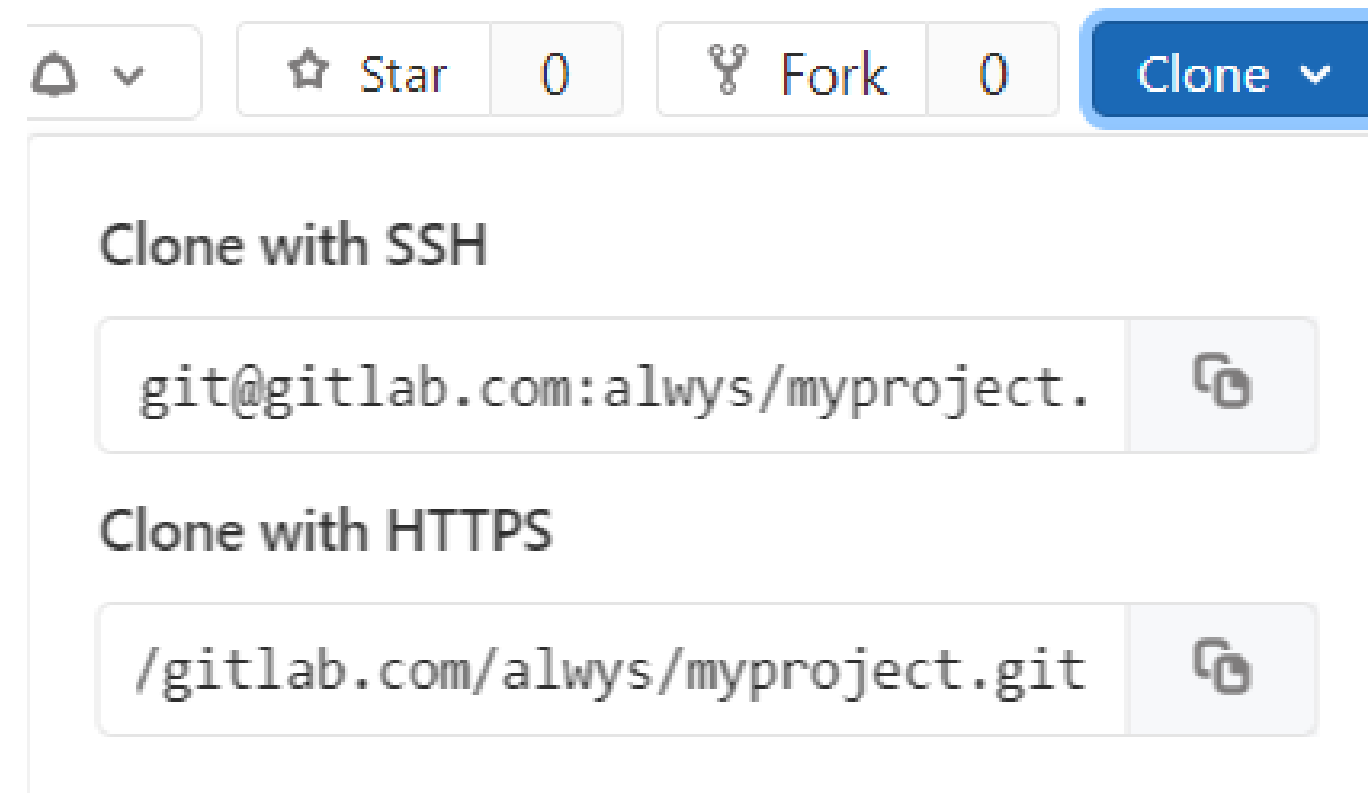 Star 0 Fork 0 Clone
Clone with SSH
git@gitlab.com:alwys/myproject.
Clone with HTTPS
/gitlab.com/alwys/myproject.git